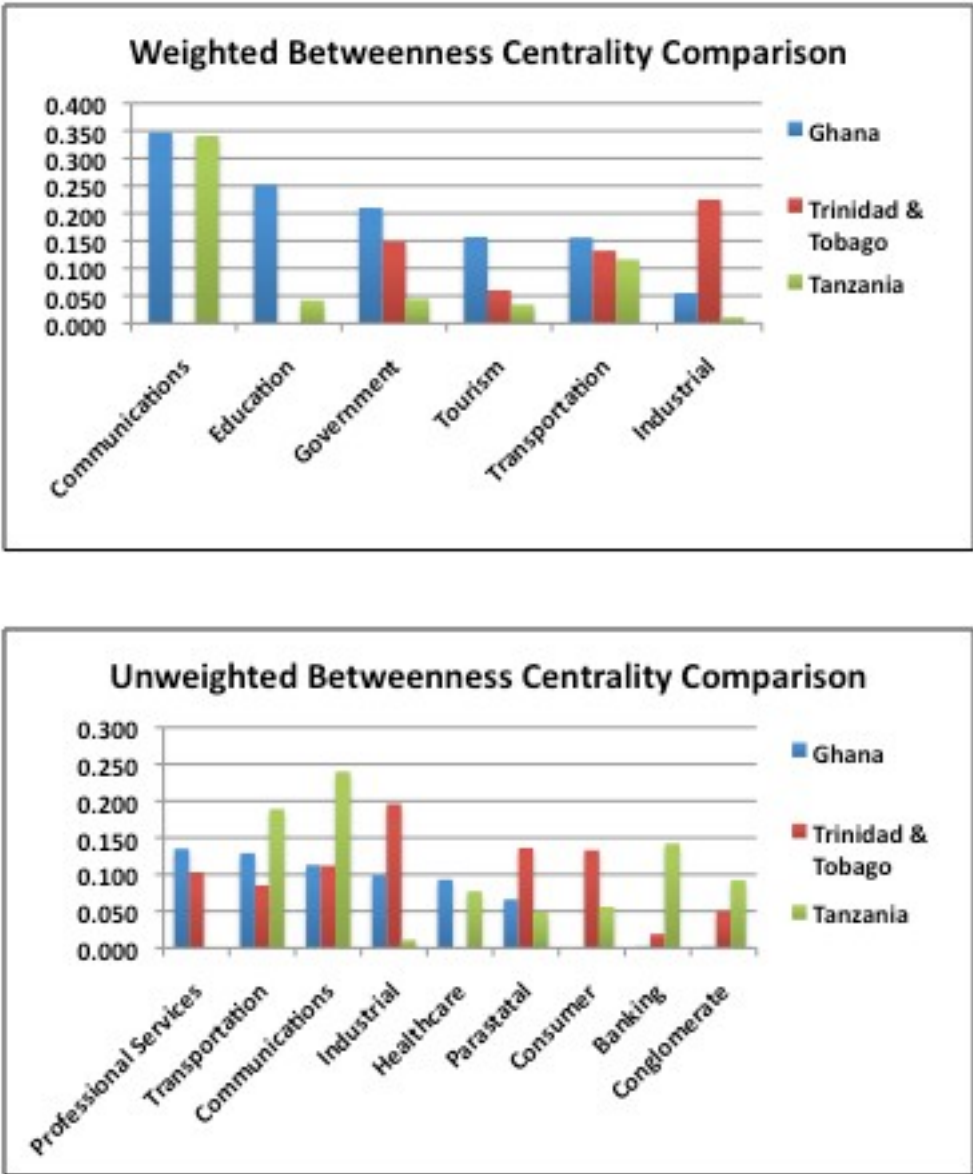 Weighted Betweenness Centrality Comparison
0.400
0.350
0.300
0.250
0.200
0.150
0.100
0.050
0.000
Communications
Education
Government
Tourism
Transportation
Industrial
Ghana
Trinidad &
Tobago
Tanzania
Unweighted Betweenness Centrality Comparison
0.300
0.250
0.200
0.150
0.100
0.050
0.000
Professional Services
Transportation
Communications
Industrial
Healthcare
Parastatal
Consumer
Banking
Conglomerate
Ghana
Trinidad &
Tobago
Tanzania